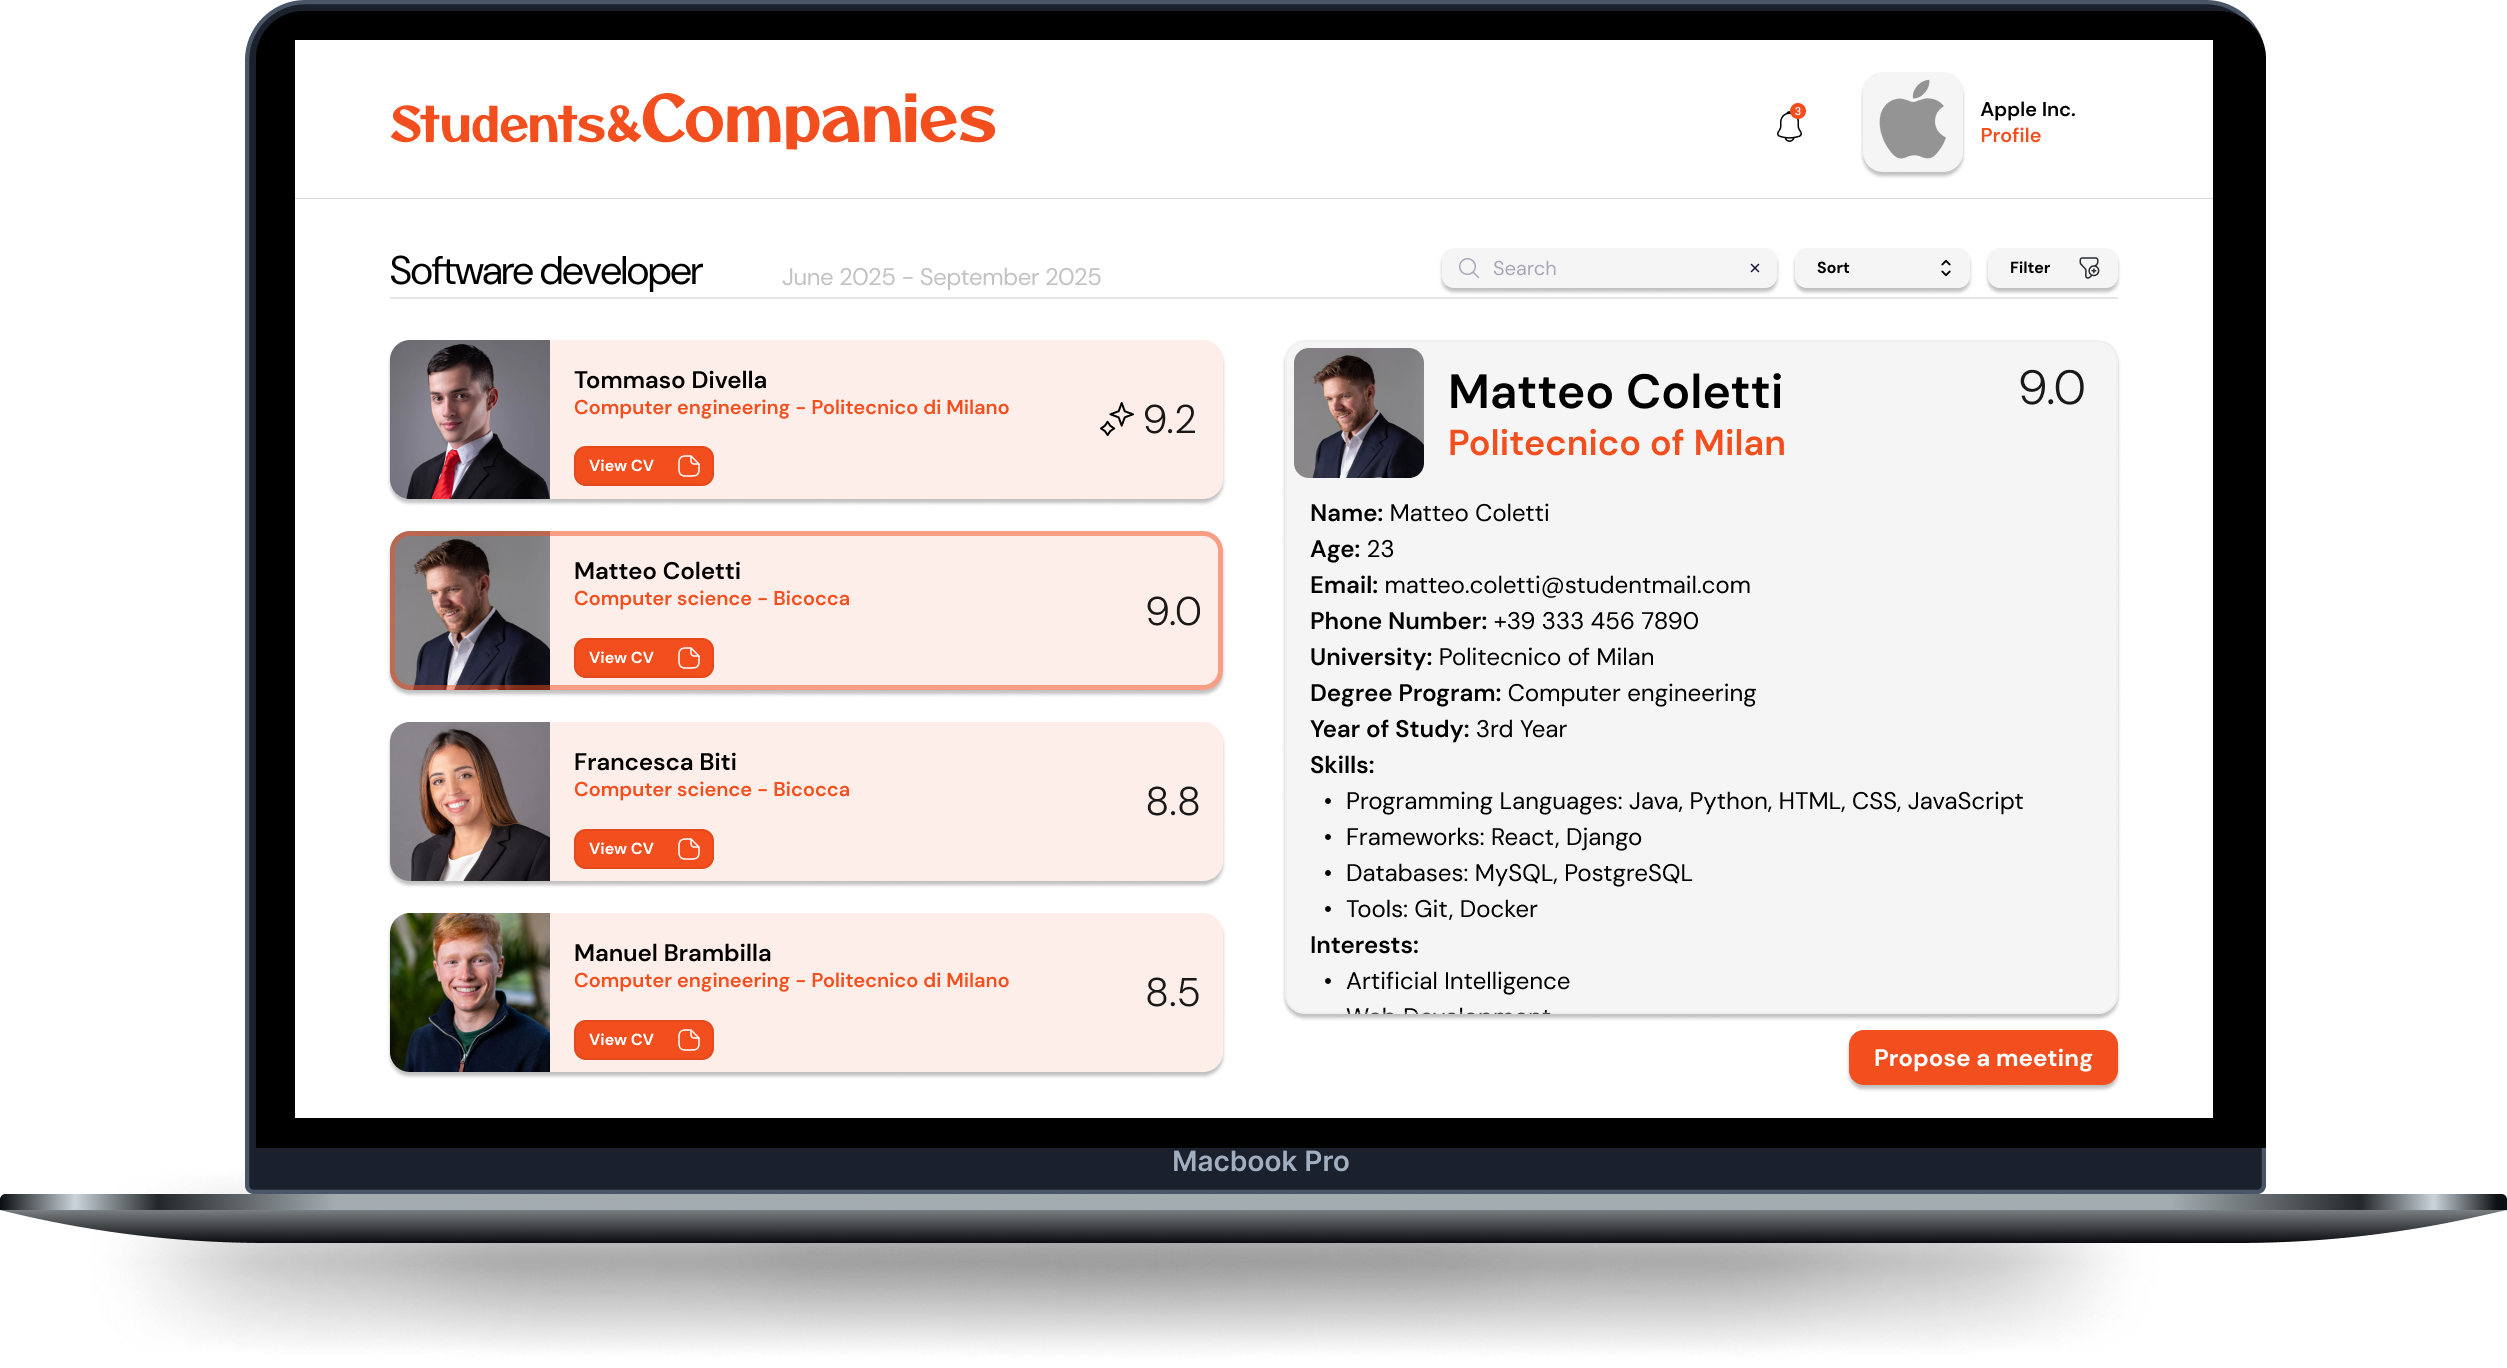 Students&Companies
3
Apple Inc.
Profile
Software developer
June 2025 - September 2025
Search
Sort
Filter
Tommaso Divella
Computer engineering - Politecnico di Milano
View CV
9.2
Matteo Coletti
Computer science - Bicocca
View CV
9.0
Francesca Biti
Computer science - Bicocca
View CV
8.8
Manuel Brambilla
Computer engineering - Politecnico di Milano
View CV
8.5
Matteo Coletti
Politecnico of Milan
9.0
Name: Matteo Coletti
Age: 23
Email: matteo.coletti@studentmail.com
Phone Number: +39 333 456 7890
University: Politecnico of Milan
Degree Program: Computer engineering
Year of Study: 3rd Year
Skills:
• Programming Languages: Java, Python, HTML, CSS, JavaScript
• Frameworks: React, Django
• Databases: MySQL, PostgreSQL
• Tools: Git, Docker
Interests:
• Artificial Intelligence
Web Development
Propose a meeting
Macbook Pro